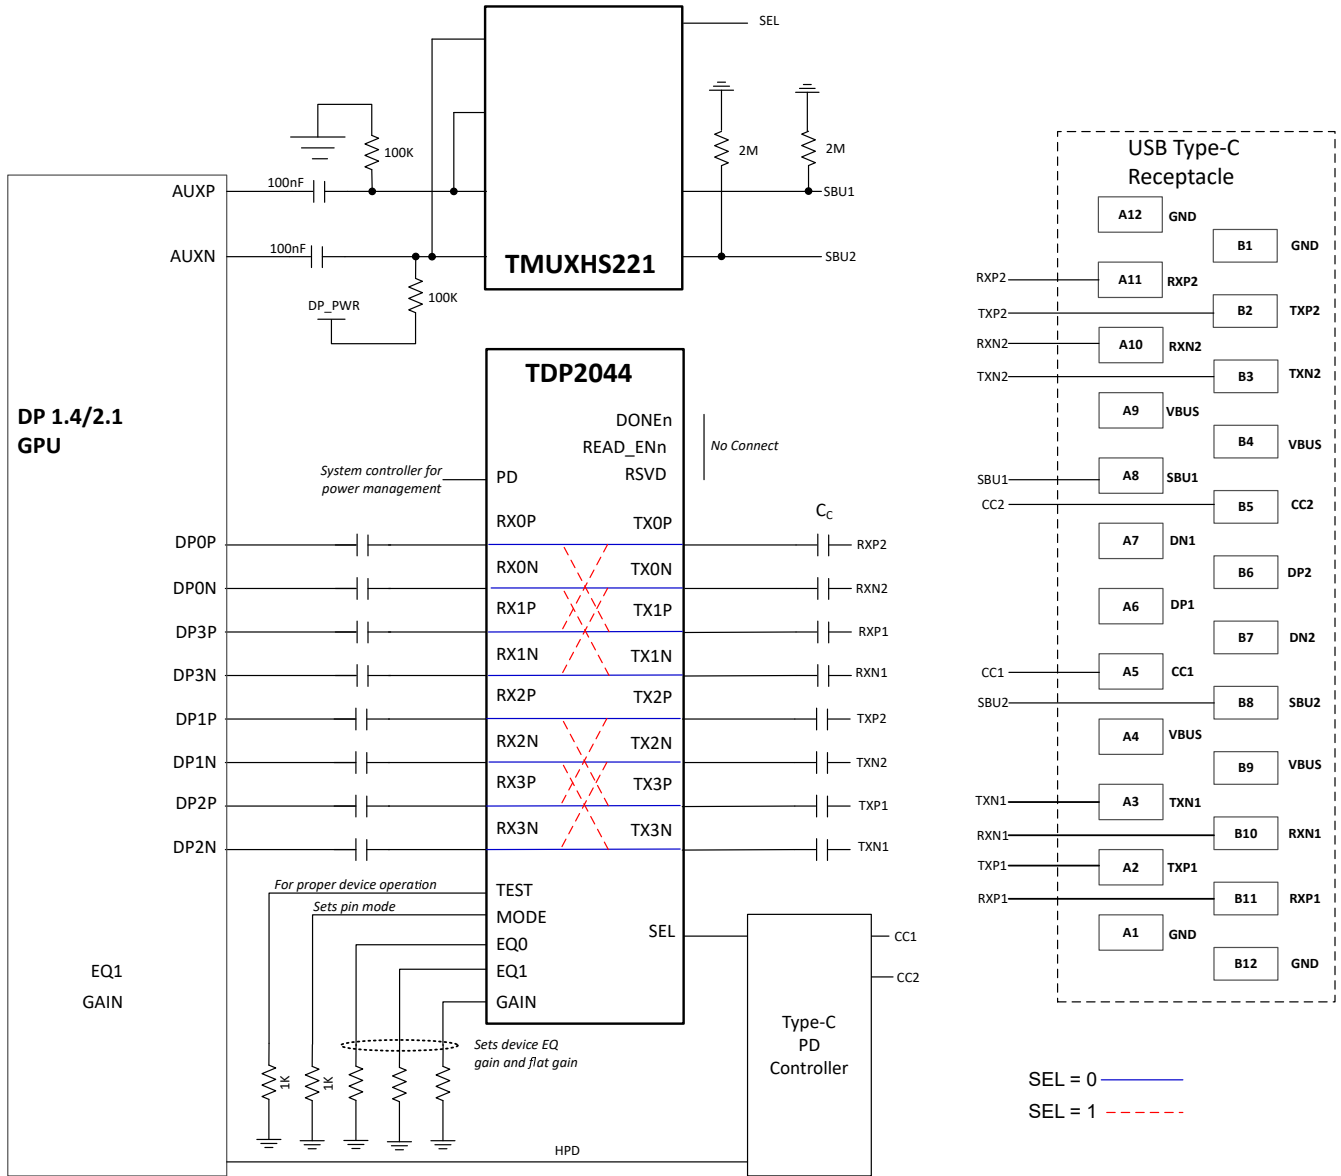 SEL
100K
2M
2M
USB Type-C
Receptacle
AUXP
100nF
SBU1
AUXN
100nF
TMUXHS221
SBU2
DP_PWR
100K
TDP2044
DP 1.4/2.1
GPU
DONEn
READ_ENn
RSVD
No Connect
System controller for
power management
PD
RX0P
TX0P
CC
DP0P
RXP2
RX0N
TX0N
DP0N
RXN2
RX1P
TX1P
DP3P
RXP1
RX1N
TX1N
DP3N
RXN1
RX2P
TX2P
DP1P
TXP2
RX2N
TX2N
DP1N
TXN2
RX3P
TX3P
DP2P
TXP1
RX3N
TX3N
DP2N
TXN1
For proper device operation
TEST
Sets pin mode
MODE
EQ0
SEL
EQ1
EQ1
GAIN
GAIN
CC1
CC2
Sets device EQ
gain and flat gain
1K
1K
Type-C
PD
Controller
HPD
A12 GND
B1 GND
RXP2 A11 RXP2
TXP2 B2 TXP2
RXN2 A10 RXN2
TXN2 B3 TXN2
A9 VBUS
B4 VBUS
SBU1 A8 SBU1
CC2 B5 CC2
A7 DN1
B6 DP2
A6 DP1
B7 DN2
CC1 A5 CC1
SBU2 B8 SBU2
A4 VBUS
B9 VBUS
TXN1 A3 TXN1
RXN1 B10 RXN1
TXP1 A2 TXP1
RXP1 B11 RXP1
A1 GND
B12 GND
SEL = 0
SEL = 1